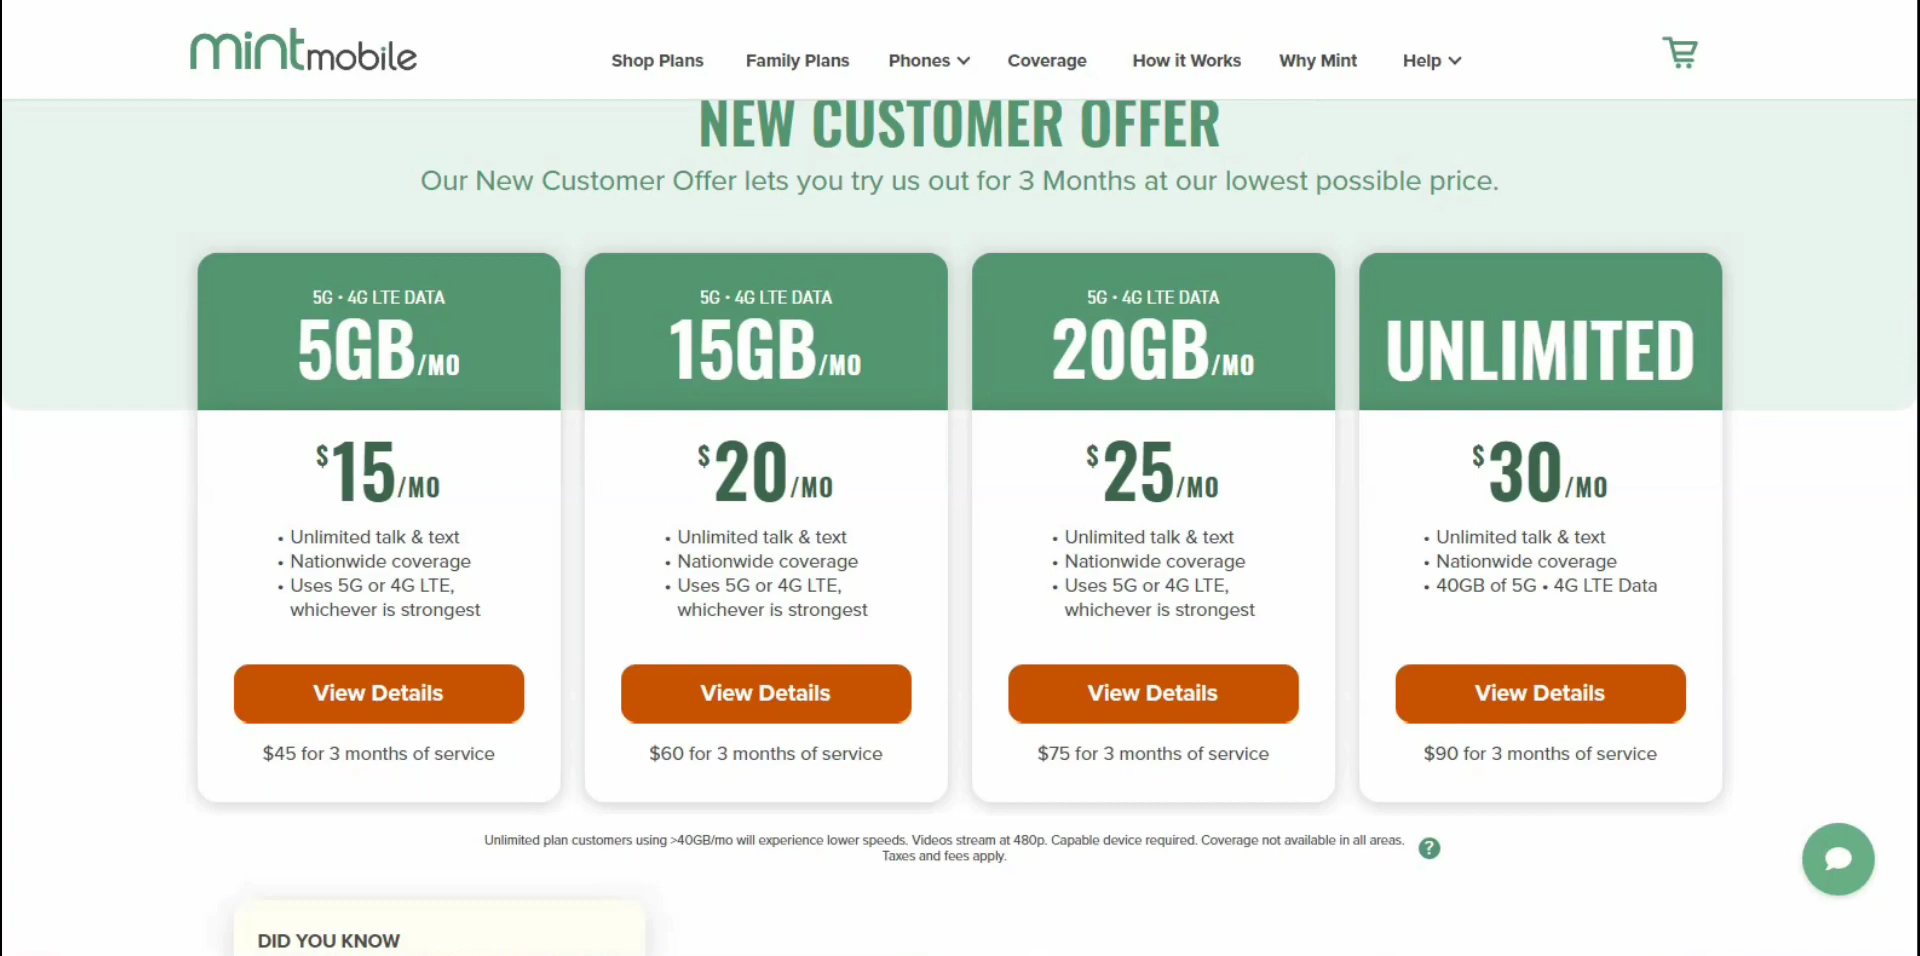 mintmobile
Shop Plans Family Plans Phones Coverage How it Works Why Mint Help
NEW CUSTOMER OFFER
Our New Customer Offer lets you try us out for 3 Months at our lowest possible price.
5G • 4G LTE DATA
5GB/MO
$15/MO
• Unlimited talk & text
• Nationwide coverage
• Uses 5G or 4G LTE,
whichever is strongest
View Details
$45 for 3 months of service
5G • 4G LTE DATA
15GB/MO
$20/MO
• Unlimited talk & text
• Nationwide coverage
• Uses 5G or 4G LTE,
whichever is strongest
View Details
$60 for 3 months of service
5G • 4G LTE DATA
20GB/MO
$25/MO
• Unlimited talk & text
• Nationwide coverage
• Uses 5G or 4G LTE,
whichever is strongest
View Details
$75 for 3 months of service
UNLIMITED
$30/MO
• Unlimited talk & text
• Nationwide coverage
• 40GB of 5G • 4G LTE Data
View Details
$90 for 3 months of service
Unlimited plan customers using >40GB/mo will experience lower speeds. Videos stream at 480p. Capable device required. Coverage not available in all areas.
Taxes and fees apply.
?
DID YOU KNOW